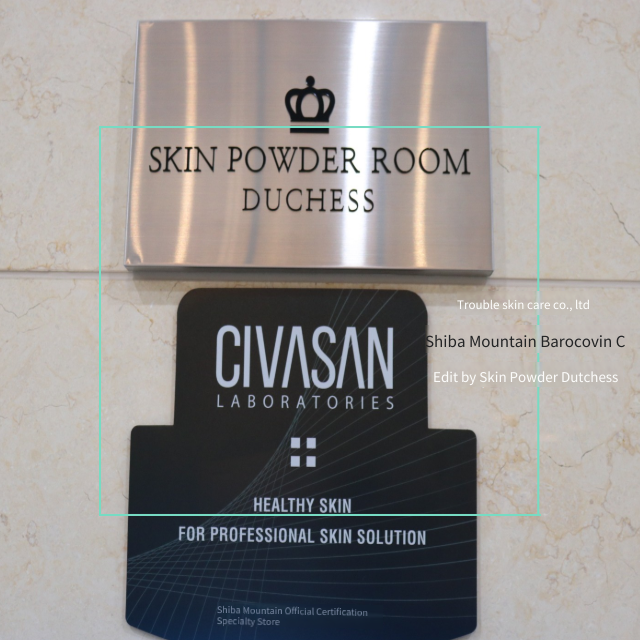 SKIN POWDER ROOM
DUCHESS
Trouble skin care co., ltd
Shiba Mountain Barocovin C
Edit by Skin Powder Dutchess
CIVASAN
LABORATORIES
HEALTHY SKIN
FOR PROFESSIONAL SKIN SOLUTION
Shiba Mountain Official Certification
Specialty Store